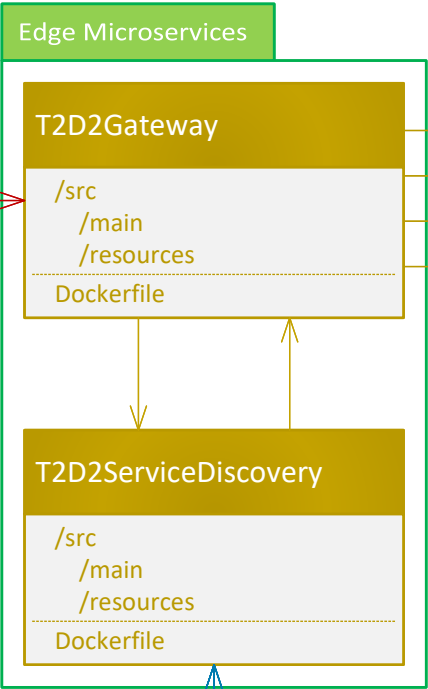 Edge Microservices
T2D2Gateway
/src
/main
/resources
Dockerfile
T2D2ServiceDiscovery
/src
/main
/resources
Dockerfile